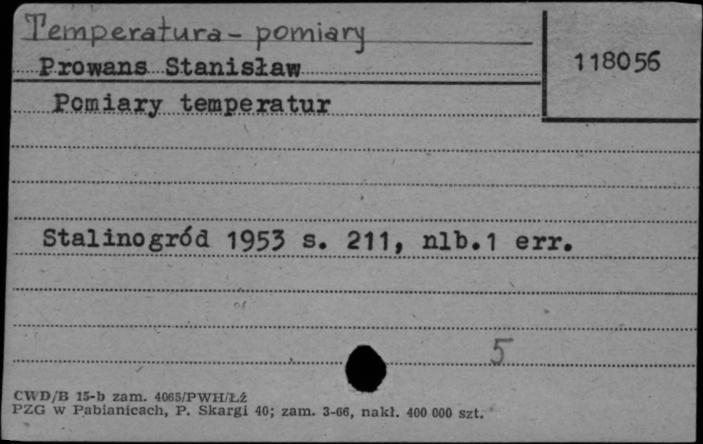 Temperatura - pomiary
118056
Prowans Stanisław
Pomiary temperatur
Stalinogród 1953 s. 211, nlb.1 err.
5
CWD/B 15-b zam. 4065/PWH/Łż
PZG w Pabianicach, P. Skargi 40; zam. 3-66, nakł. 400 000 szt.